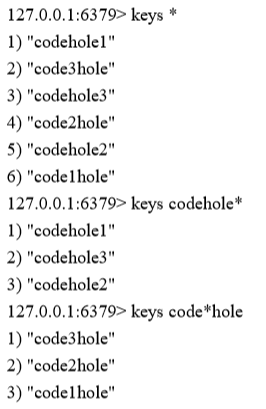 127.0.0.1:6379> keys *
1) "codehole1"
2) "code3hole"
3) "codehole3"
4) "code2hole"
5) "codehole2"
6) "code1hole"
127.0.0.1:6379> keys codehole*
1) "codehole1"
2) "codehole3"
3) "codehole2"
127.0.0.1:6379> keys code*hole
1) "code3hole"
2) "code2hole"
3) "code1hole"